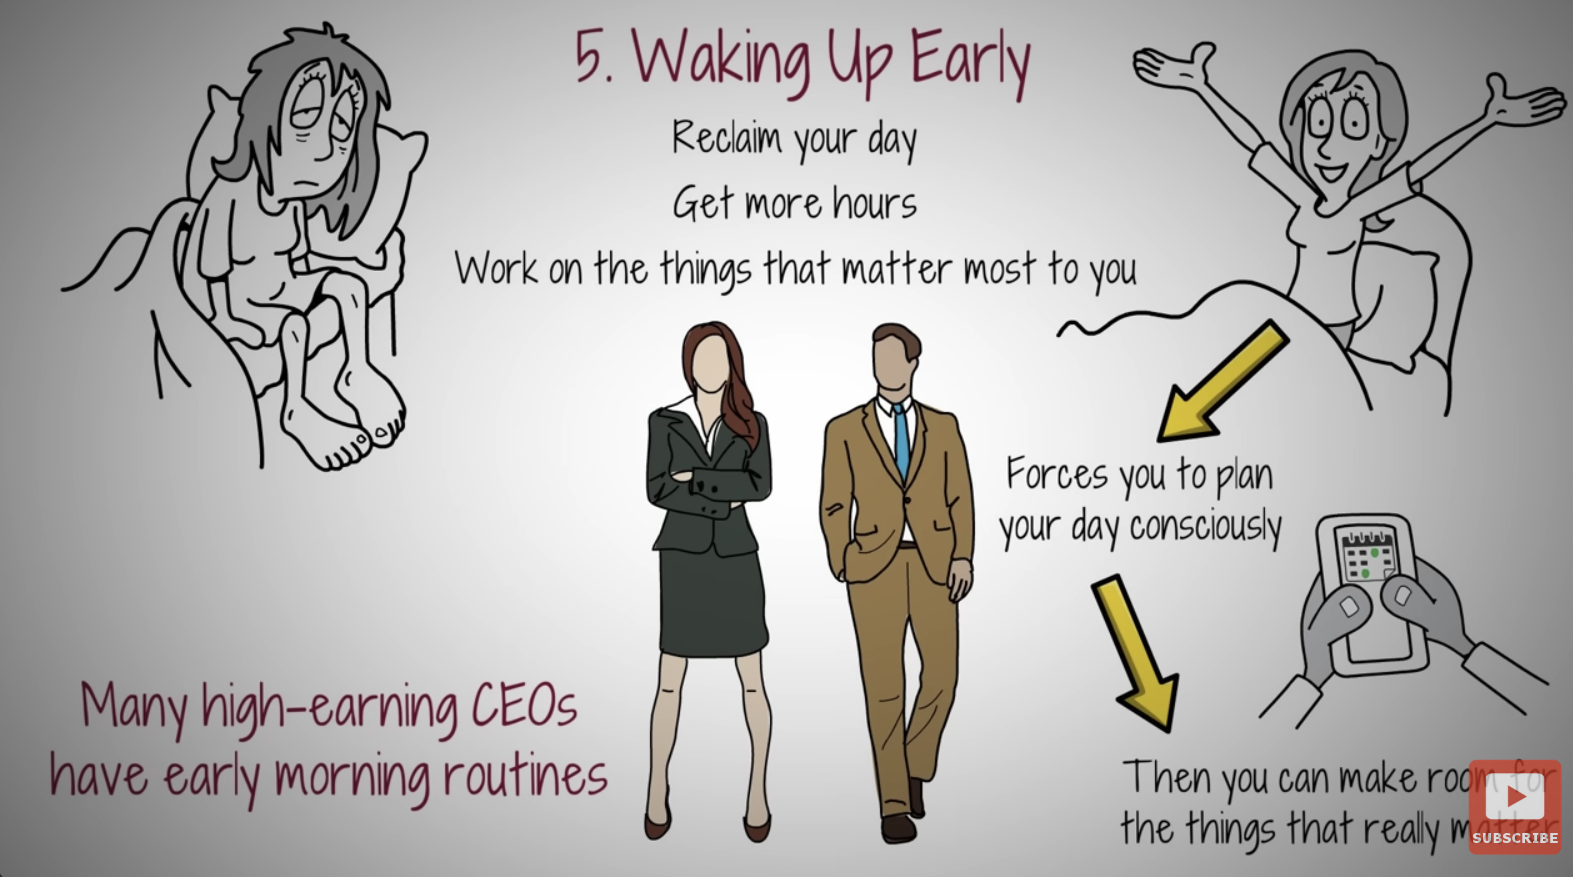 5. Waking Up Early
Reclaim your day
Get more hours
Work on the things that matter most to you
Forces you to plan
your day consciously
Many high-earning CEOs
have early morning routines
Then you can make room for
the things that really matter
SUBSCRIBE